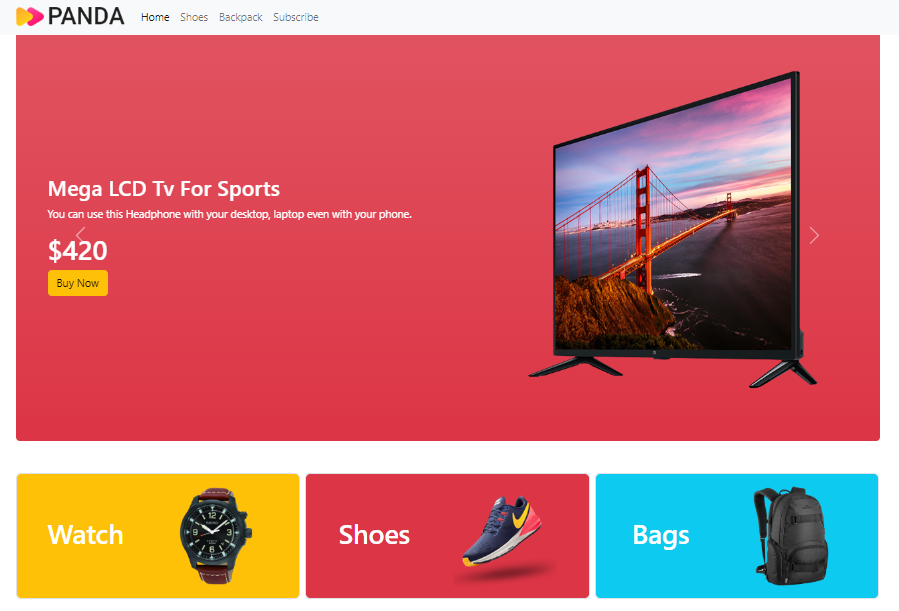 PANDA Home Shoes Backpack Subscribe
Mega LCD Tv For Sports
You can use this Headphone with your desktop, laptop even with your phone.
$420
Buy Now
Watch
Shoes
Bags